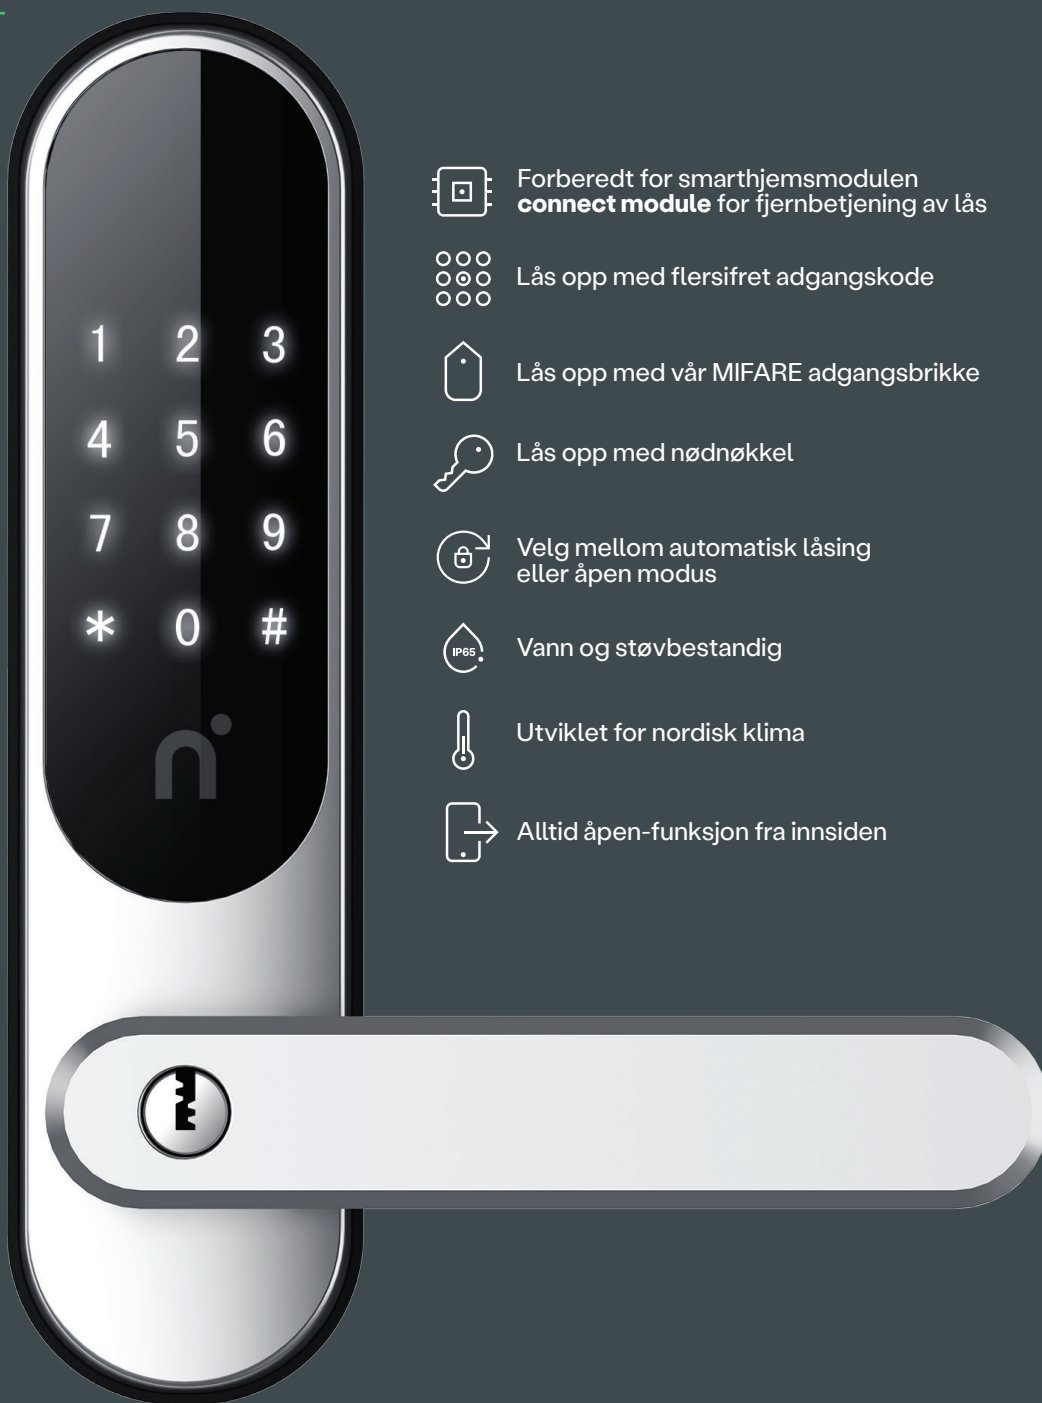 1 2 3
4 5 6
7 8 9
* 0 #
n
Forberedt for smarthjemsmodulen
connect module for fjernbetjening av lås
Lås opp med flersifret adgangskode
Lås opp med vår MIFARE adgangsbrikke
Lås opp med nødnøkkel
Velg mellom automatisk låsing
eller åpen modus
IP65
Vann og støvbestandig
Utviklet for nordisk klima
Alltid åpen-funksjon fra innsiden